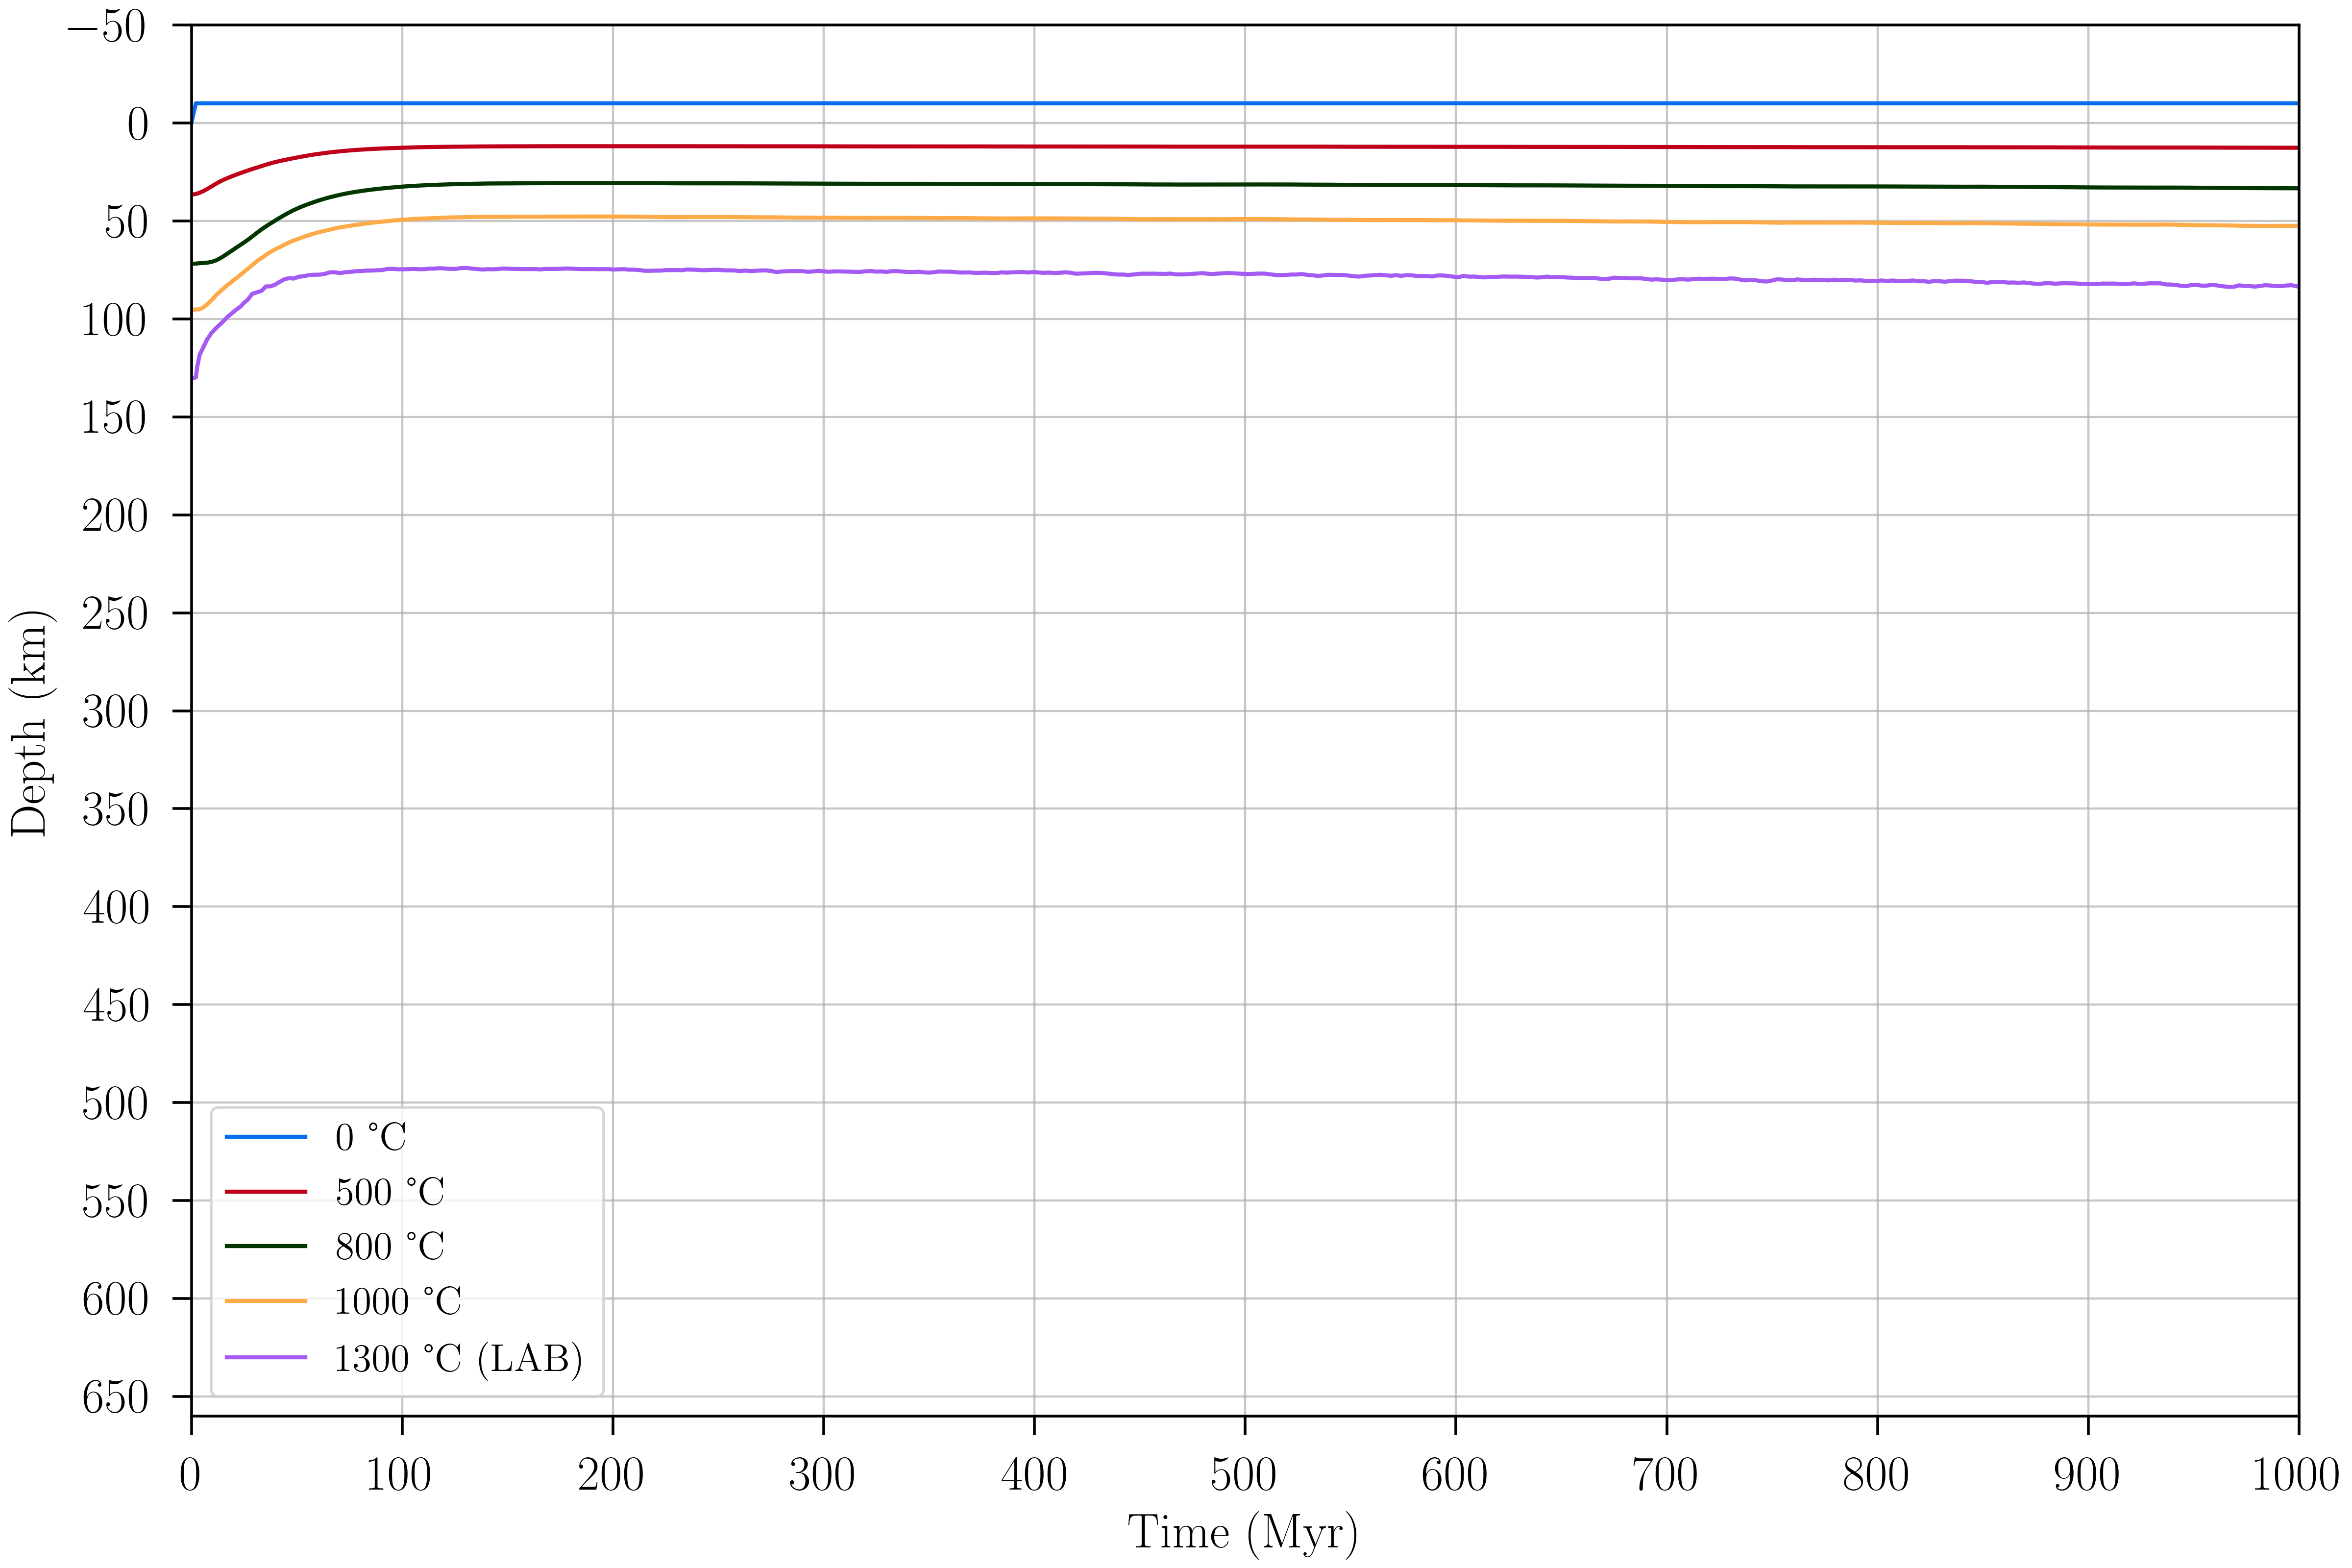 −50
0
50
100
150
200
250
300
350
400
450
500
550
600
650
Depth (km)
0 °C
500 °C
800 °C
1000 °C
1300 °C (LAB)
0 100 200 300 400 500 600 700 800 900 1000
Time (Myr)